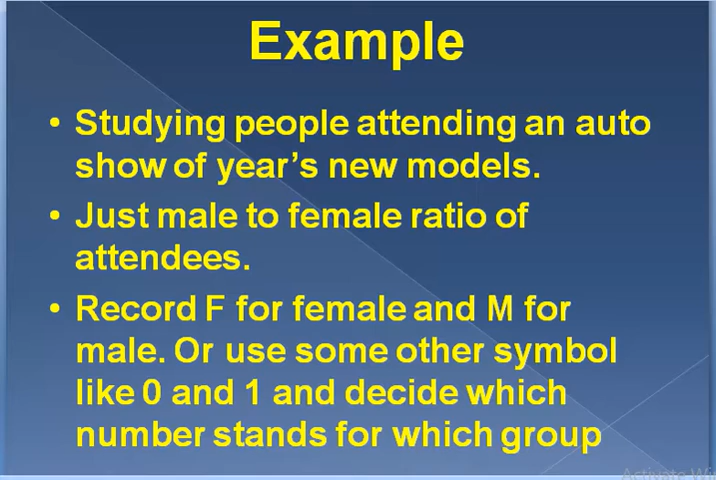 Example
• Studying people attending an auto
show of year's new models.
• Just male to female ratio of
attendees.
• Record F for female and M for
male. Or use some other symbol
like 0 and 1 and decide which
number stands for which group
Activate Wi